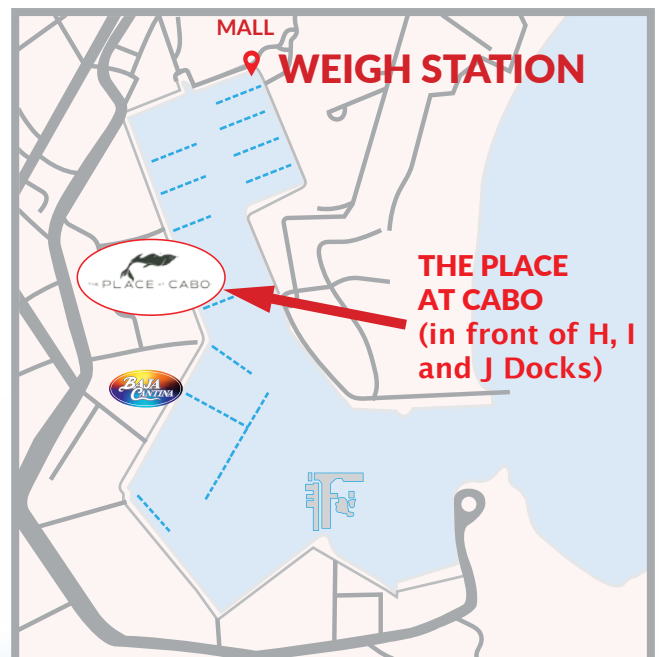 MALL
WEIGH STATION
THE PLACE
AT CABO
(in front of H, I
and J Docks)
THE PLACE AT CABO
BAJA
CANTINA